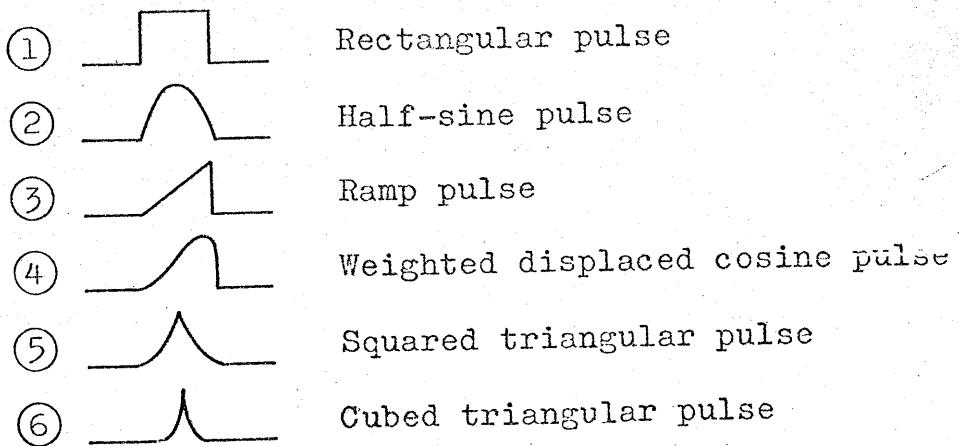 ① Rectangular pulse
② Half-sine pulse
③ Ramp pulse
④ Weighted displaced cosine pulse
⑤ Squared triangular pulse
⑥ Cubed triangular pulse